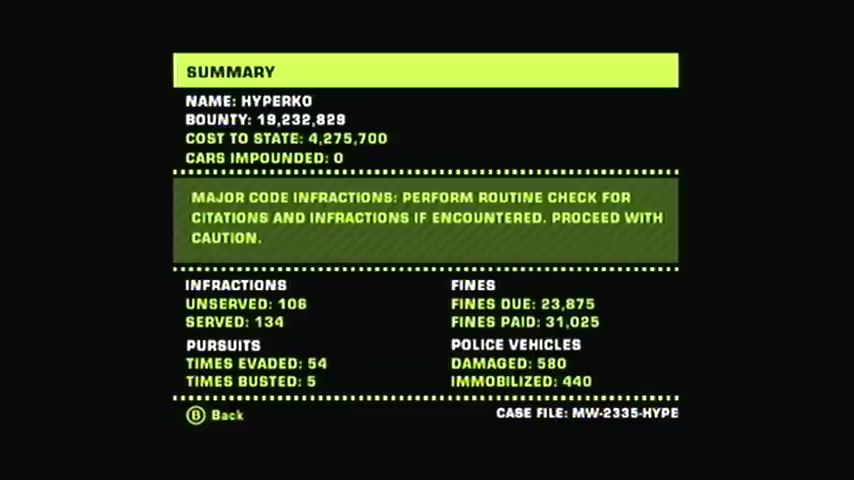 SUMMARY
NAME: HYPERKO
BOUNTY: 19,232,829
COST TO STATE: 4,275,700
CARS IMPOUNDED: 0
MAJOR CODE INFRACTIONS: PERFORM ROUTINE CHECK FOR
CITATIONS AND INFRACTIONS IF ENCOUNTERED. PROCEED WITH
CAUTION.
INFRACTIONS
UNSERVED: 106
SERVED: 134
FINES
FINES DUE: 23,875
FINES PAID: 31,025
PURSUITS
TIMES EVADED: 54
TIMES BUSTED: 5
POLICE VEHICLES
DAMAGED: 580
IMMOBILIZED: 440
B Back
CASE FILE: MW-2335-HYPE